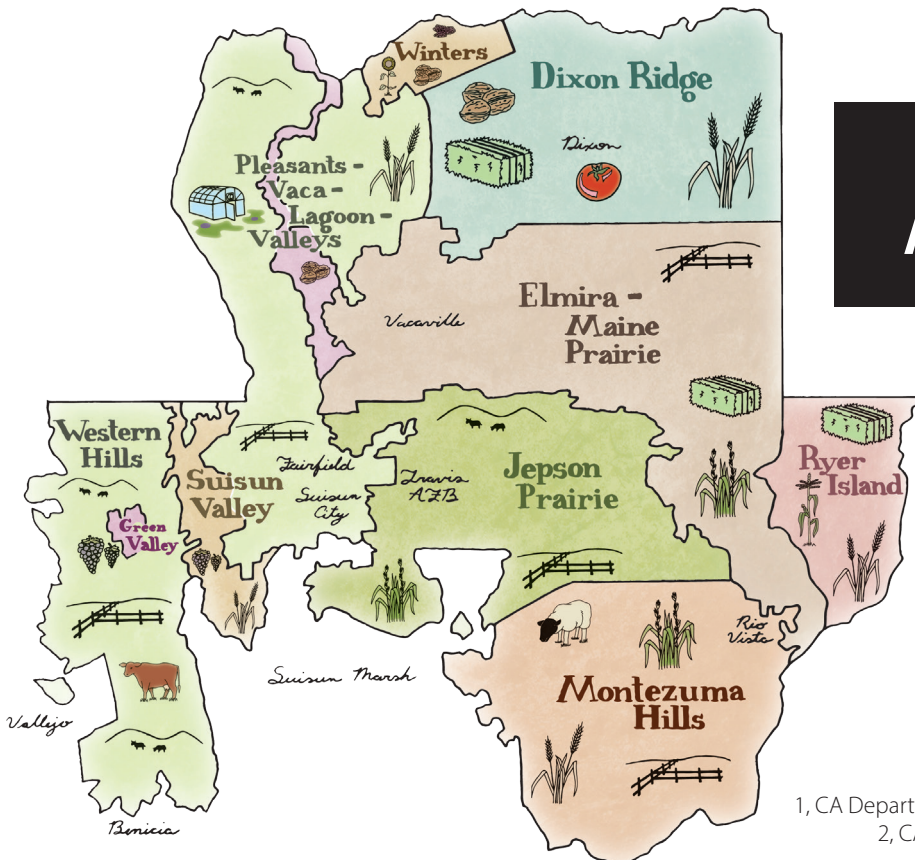 Winters
Dixon Ridge
Dixon
Pleasants -
Vaca -
Lagoon -
Valleys
Elmira -
Maine
Prairie
Vacaville
Western
Hills
Suisun
Valley
Fairfield
Suisun
City
Travis
AFB
Jepson
Prairie
Ryer
Island
Green
Valley
Rio
Vista
Suisun Marsh
Montezuma
Hills
Vallejo
Benicia
1, CA Depart
2, CA